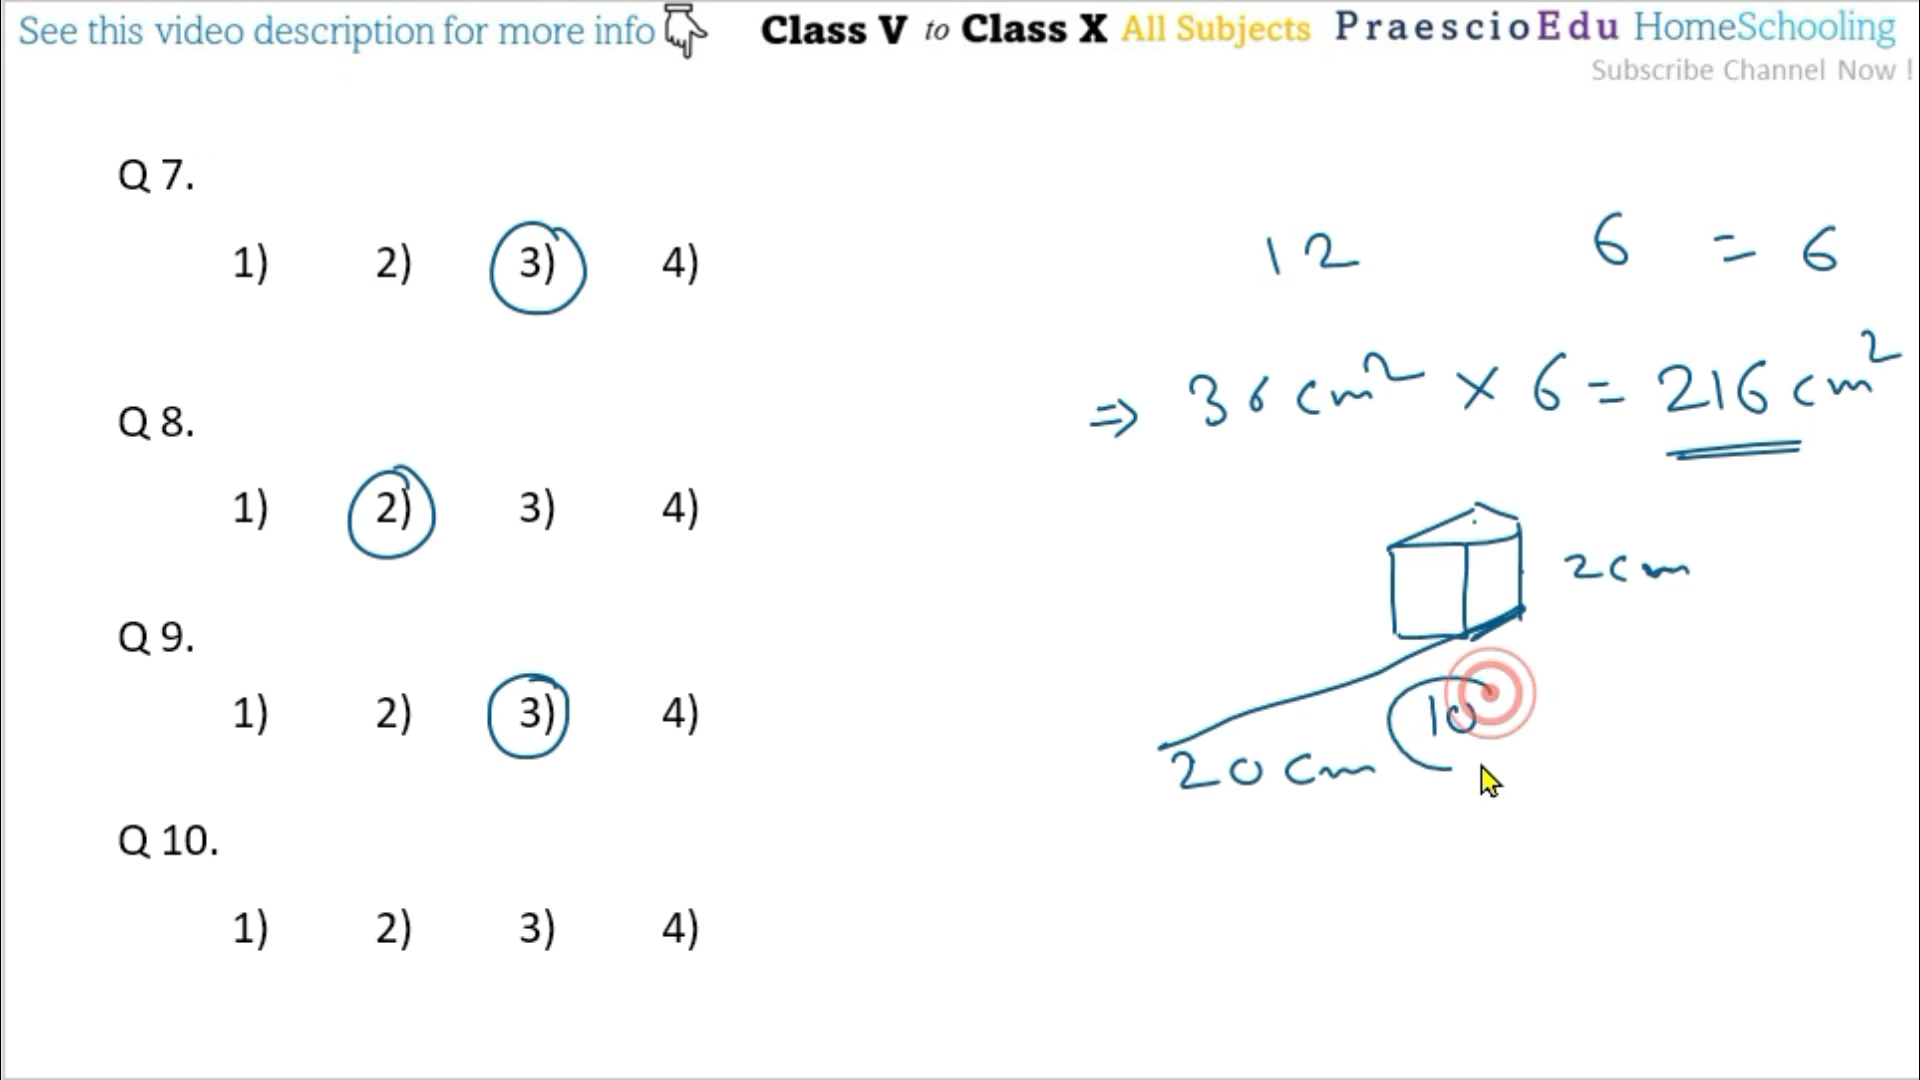 See this video description for more info Class V to Class X All Subjects PraescioEdu HomeSchooling
Subscribe Channel Now !
Q 7.
1) 2) 3) 4)
12 6 = 6
⇒ 36 cm² × 6 = 216 cm²
Q 8.
1) 2) 3) 4)
2cm
Q 9.
1) 2) 3) 4)
10
20 cm
Q 10.
1) 2) 3) 4)